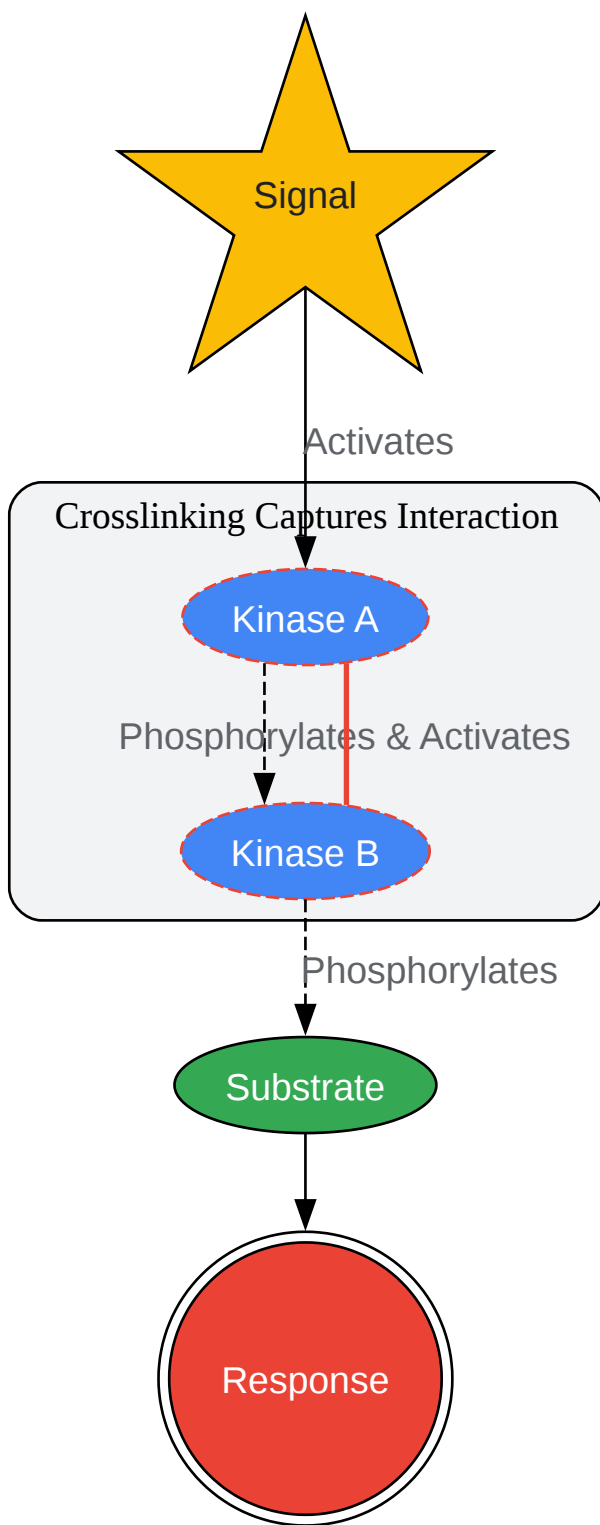 Signal
Activates
Crosslinking Captures Interaction
Kinase A
Phosphorylates & Activates
Kinase B
Phosphorylates
Substrate
Response